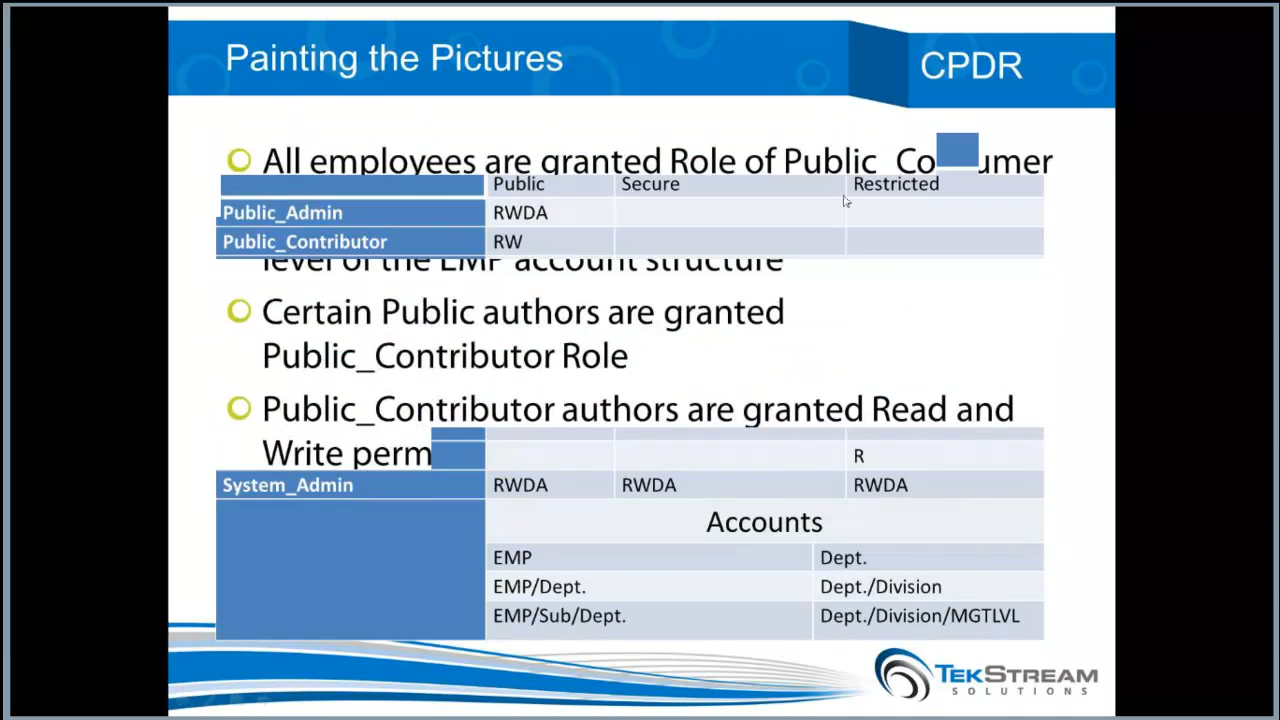 Painting the Pictures
CPDR
All employees are granted Role of Public_Co umer
Public Secure Restricted
Public_Admin RWDA
Public_Contributor RW
level of the EMP account structure
Certain Public authors are granted
Public_Contributor Role
Public_Contributor authors are granted Read and
Write perm
R
System_Admin RWDA RWDA RWDA
Accounts
EMP Dept.
EMP/Dept. Dept./Division
EMP/Sub/Dept. Dept./Division/MGTLVL
TEKSTREAM
SOLUTIONS